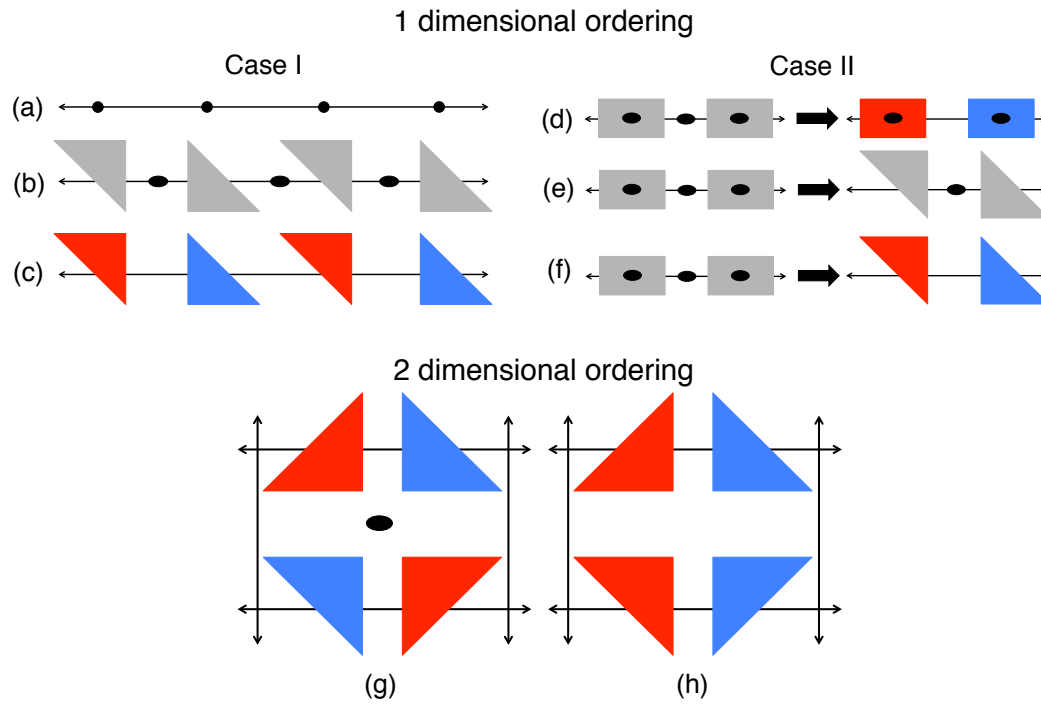 1 dimensional ordering
Case I
Case II
(a)
(b)
(c)
(d)
(e)
(f)
2 dimensional ordering
(g)
(h)